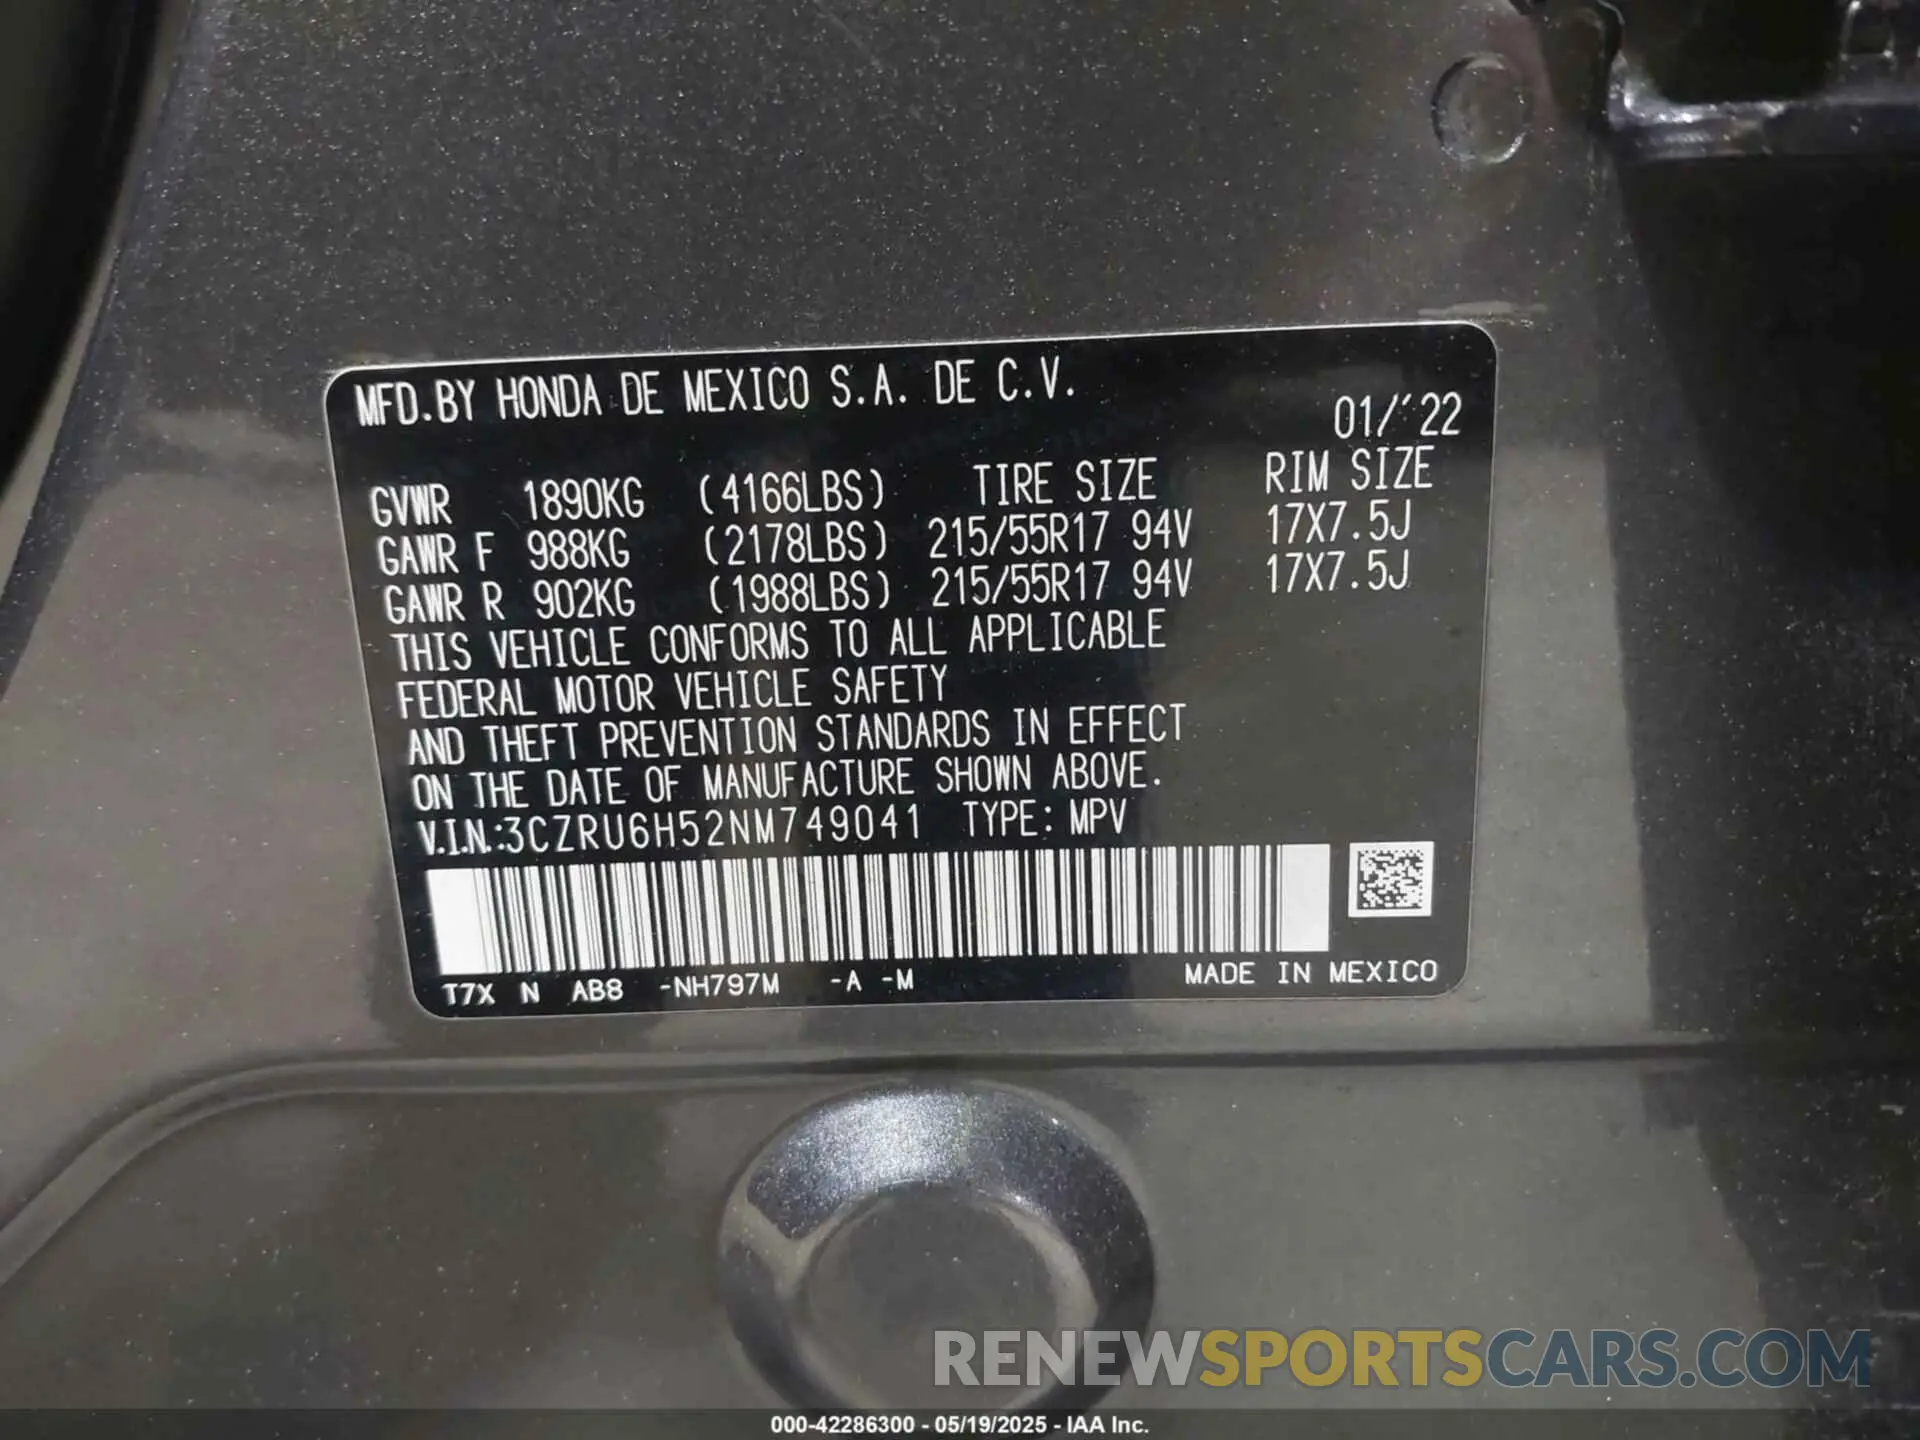 MFD.BY HONDA DE MEXICO S.A. DE C.V.
01/'22
GVWR 1890KG (4166LBS) TIRE SIZE RIM SIZE
GAWR F 988KG (2178LBS) 215/55R17 94V 17X7.5J
GAWR R 902KG (1988LBS) 215/55R17 94V 17X7.5J
THIS VEHICLE CONFORMS TO ALL APPLICABLE
FEDERAL MOTOR VEHICLE SAFETY
AND THEFT PREVENTION STANDARDS IN EFFECT
ON THE DATE OF MANUFACTURE SHOWN ABOVE.
V.I.N.:3CZRU6H52NM749041 TYPE: MPV
T7X N AB8 -NH797M -A -M MADE IN MEXICO
RENEWSPORTSCARS.COM
000-42286300 - 05/19/2025 - IAA Inc.